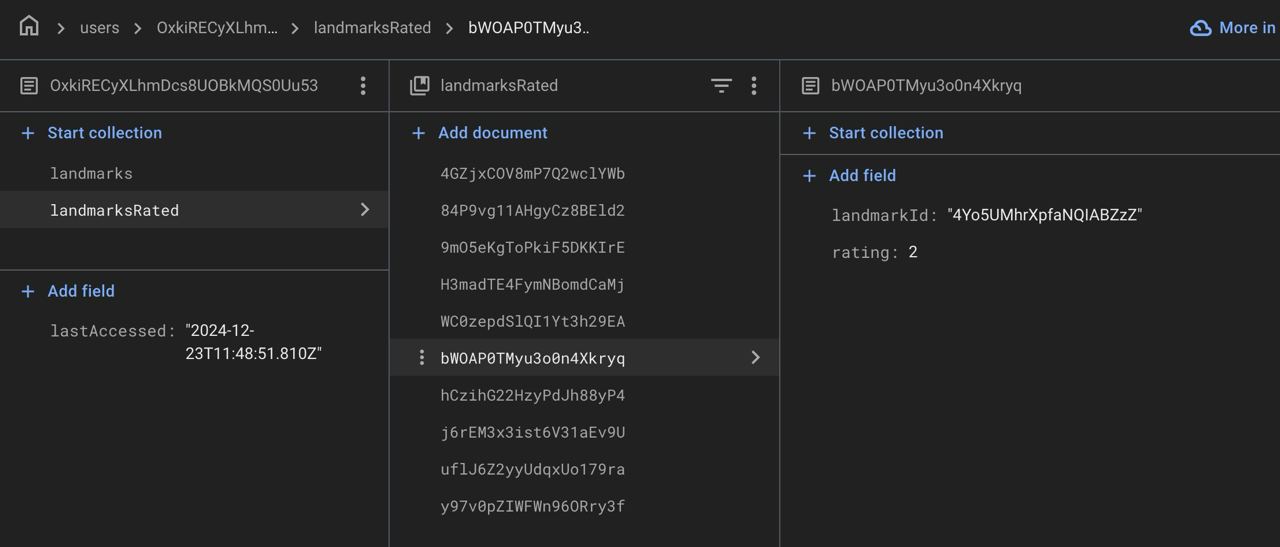 users > OxkiRECyXLhm... > landmarksRated > bWOAP0TMyu3..
More in
OxkiRECyXLhmDcs8UOBkMQS0Uu53
+ Start collection
landmarks
landmarksRated
+ Add field
lastAccessed: "2024-12-
23T11:48:51.810Z"
landmarksRated
+ Add document
4GZjxCOV8mP7Q2wclYWb
84P9vg11AHgyCz8BEld2
9mO5eKgToPkiF5DKKIrE
H3madTE4FymNBomdCaMj
WC0zepdSlQI1Yt3h29EA
bWOAP0TMyu3o0n4Xkryq
hCzihG22HzyPdJh88yP4
j6rEM3x3ist6V31aEv9U
uflJ6Z2yyUdqxUo179ra
y97v0pZIWFWn96ORry3f
bWOAP0TMyu3o0n4Xkryq
+ Start collection
+ Add field
landmarkId: "4Yo5UMhrXpfaNQIABZzZ"
rating: 2